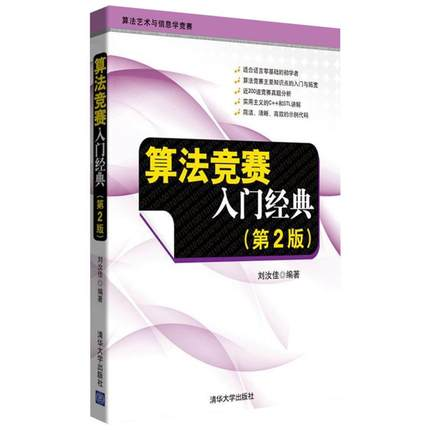 算法艺术与信息学竞赛
适合语言零基础的初学者
算法竞赛主要知识点的入门与拓宽
近200道竞赛真题分析
实用主义的C++和STL讲解
简洁、清晰、高效的示例代码
算法竞赛
入门经典
(第2版)
刘汝佳◎编著
清华大学出版社
算法竞赛入门经典
(第2版)
刘汝佳◎编著
清华大学出版社